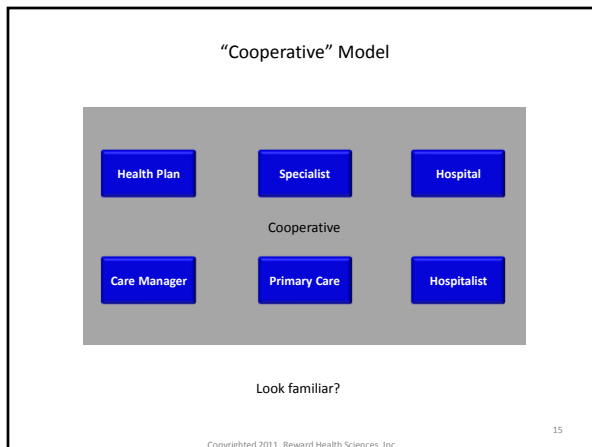 “Cooperative” Model
Health Plan
Specialist
Hospital
Cooperative
Care Manager
Primary Care
Hospitalist
Look familiar?
15
Copyrighted 2011, Reward Health Sciences, Inc.